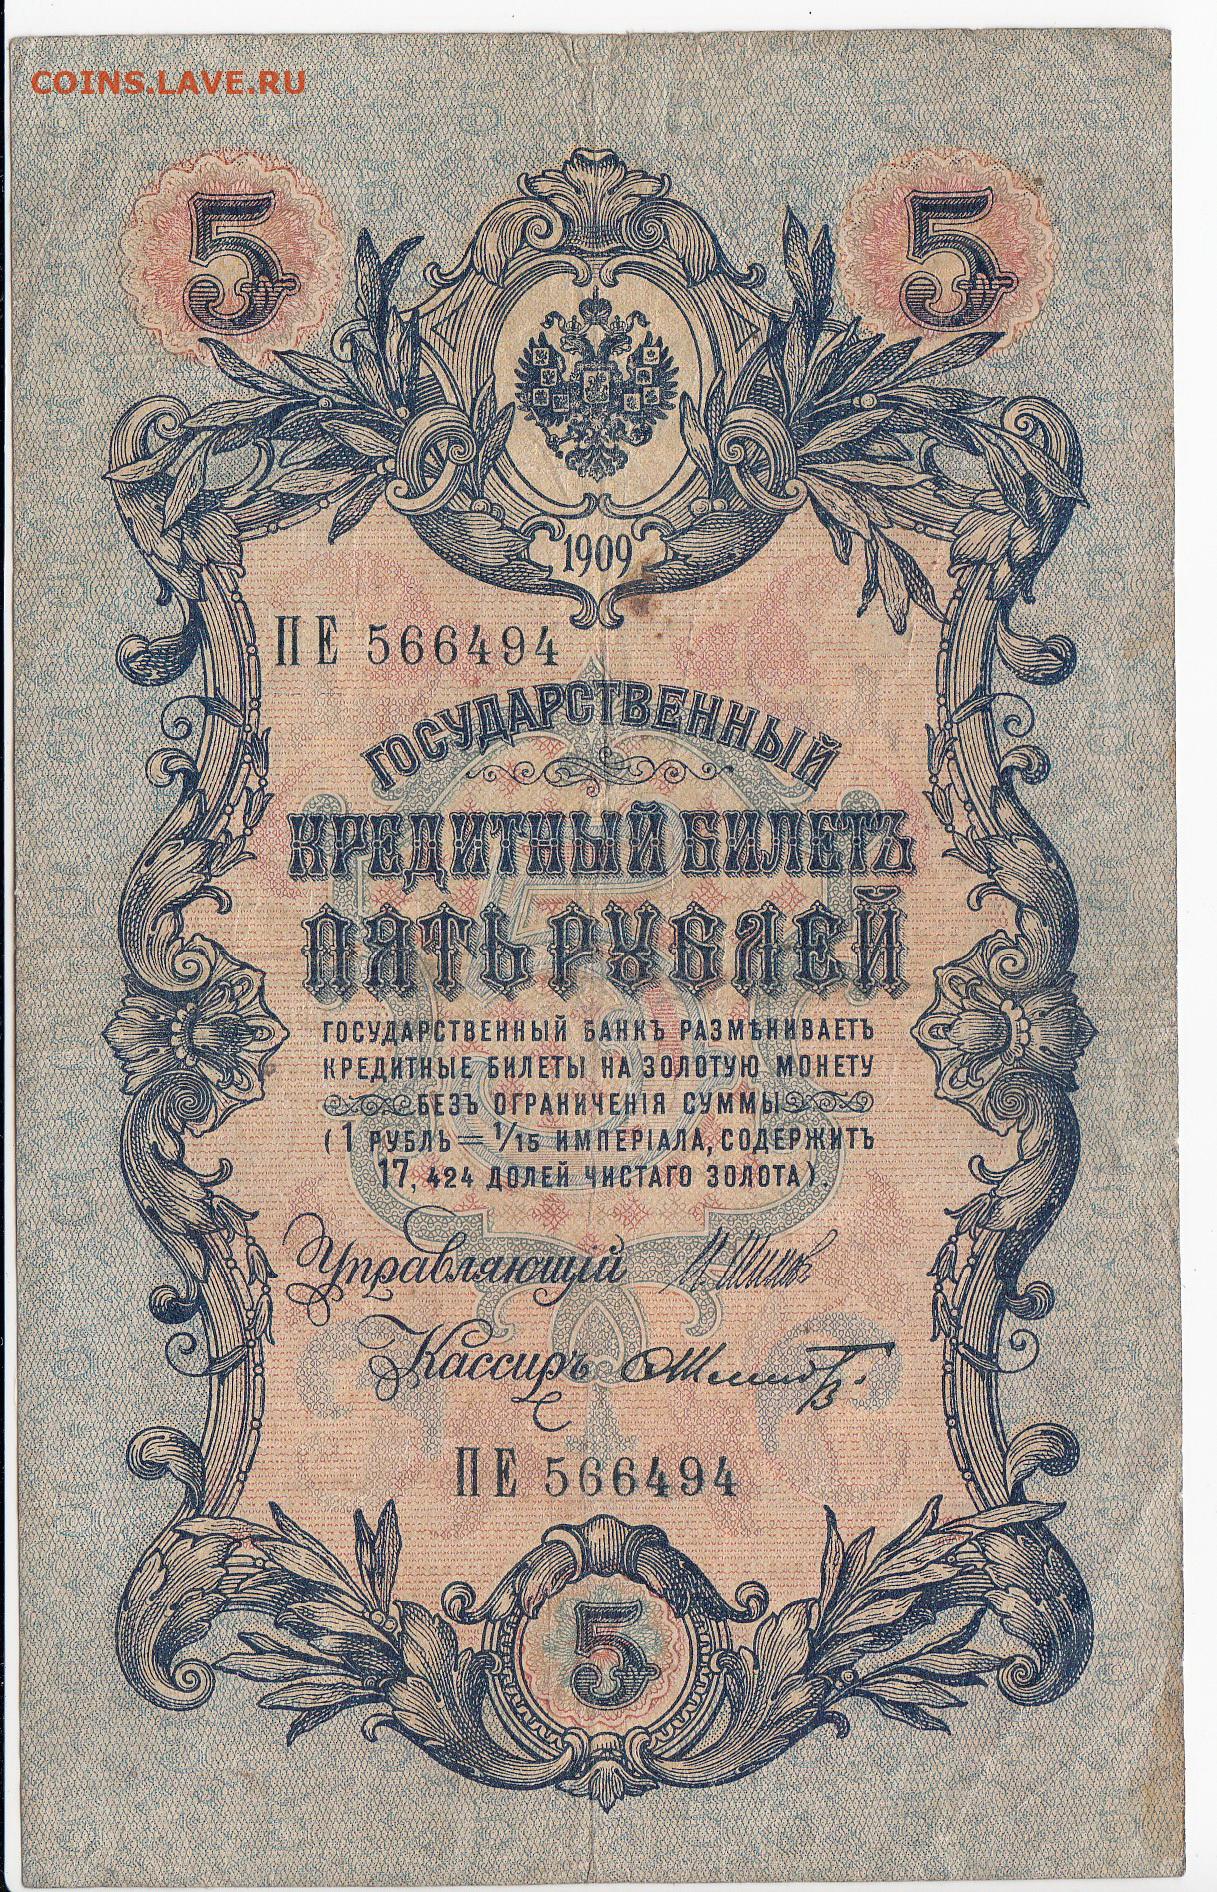 COINS.LAVE.RU
5 5
1909
ПЕ 566494
ГОСУДАРСТВЕННЫЙ
КРЕДИТНЫЙ БИЛЕТЪ
ПЯТЬ РУБЛЕЙ
ГОСУДАРСТВЕННЫЙ БАНКЪ РАЗМѢНИВАЕТЪ
КРЕДИТНЫЕ БИЛЕТЫ НА ЗОЛОТУЮ МОНЕТУ
БЕЗЪ ОГРАНИЧЕНІЯ СУММЫ
(1 РУБЛЬ = 1/15 ИМПЕРІАЛА, СОДЕРЖИТЪ
17,424 ДОЛЕЙ ЧИСТАГО ЗОЛОТА).
Управляющій
Кассиръ
ПЕ 566494
5